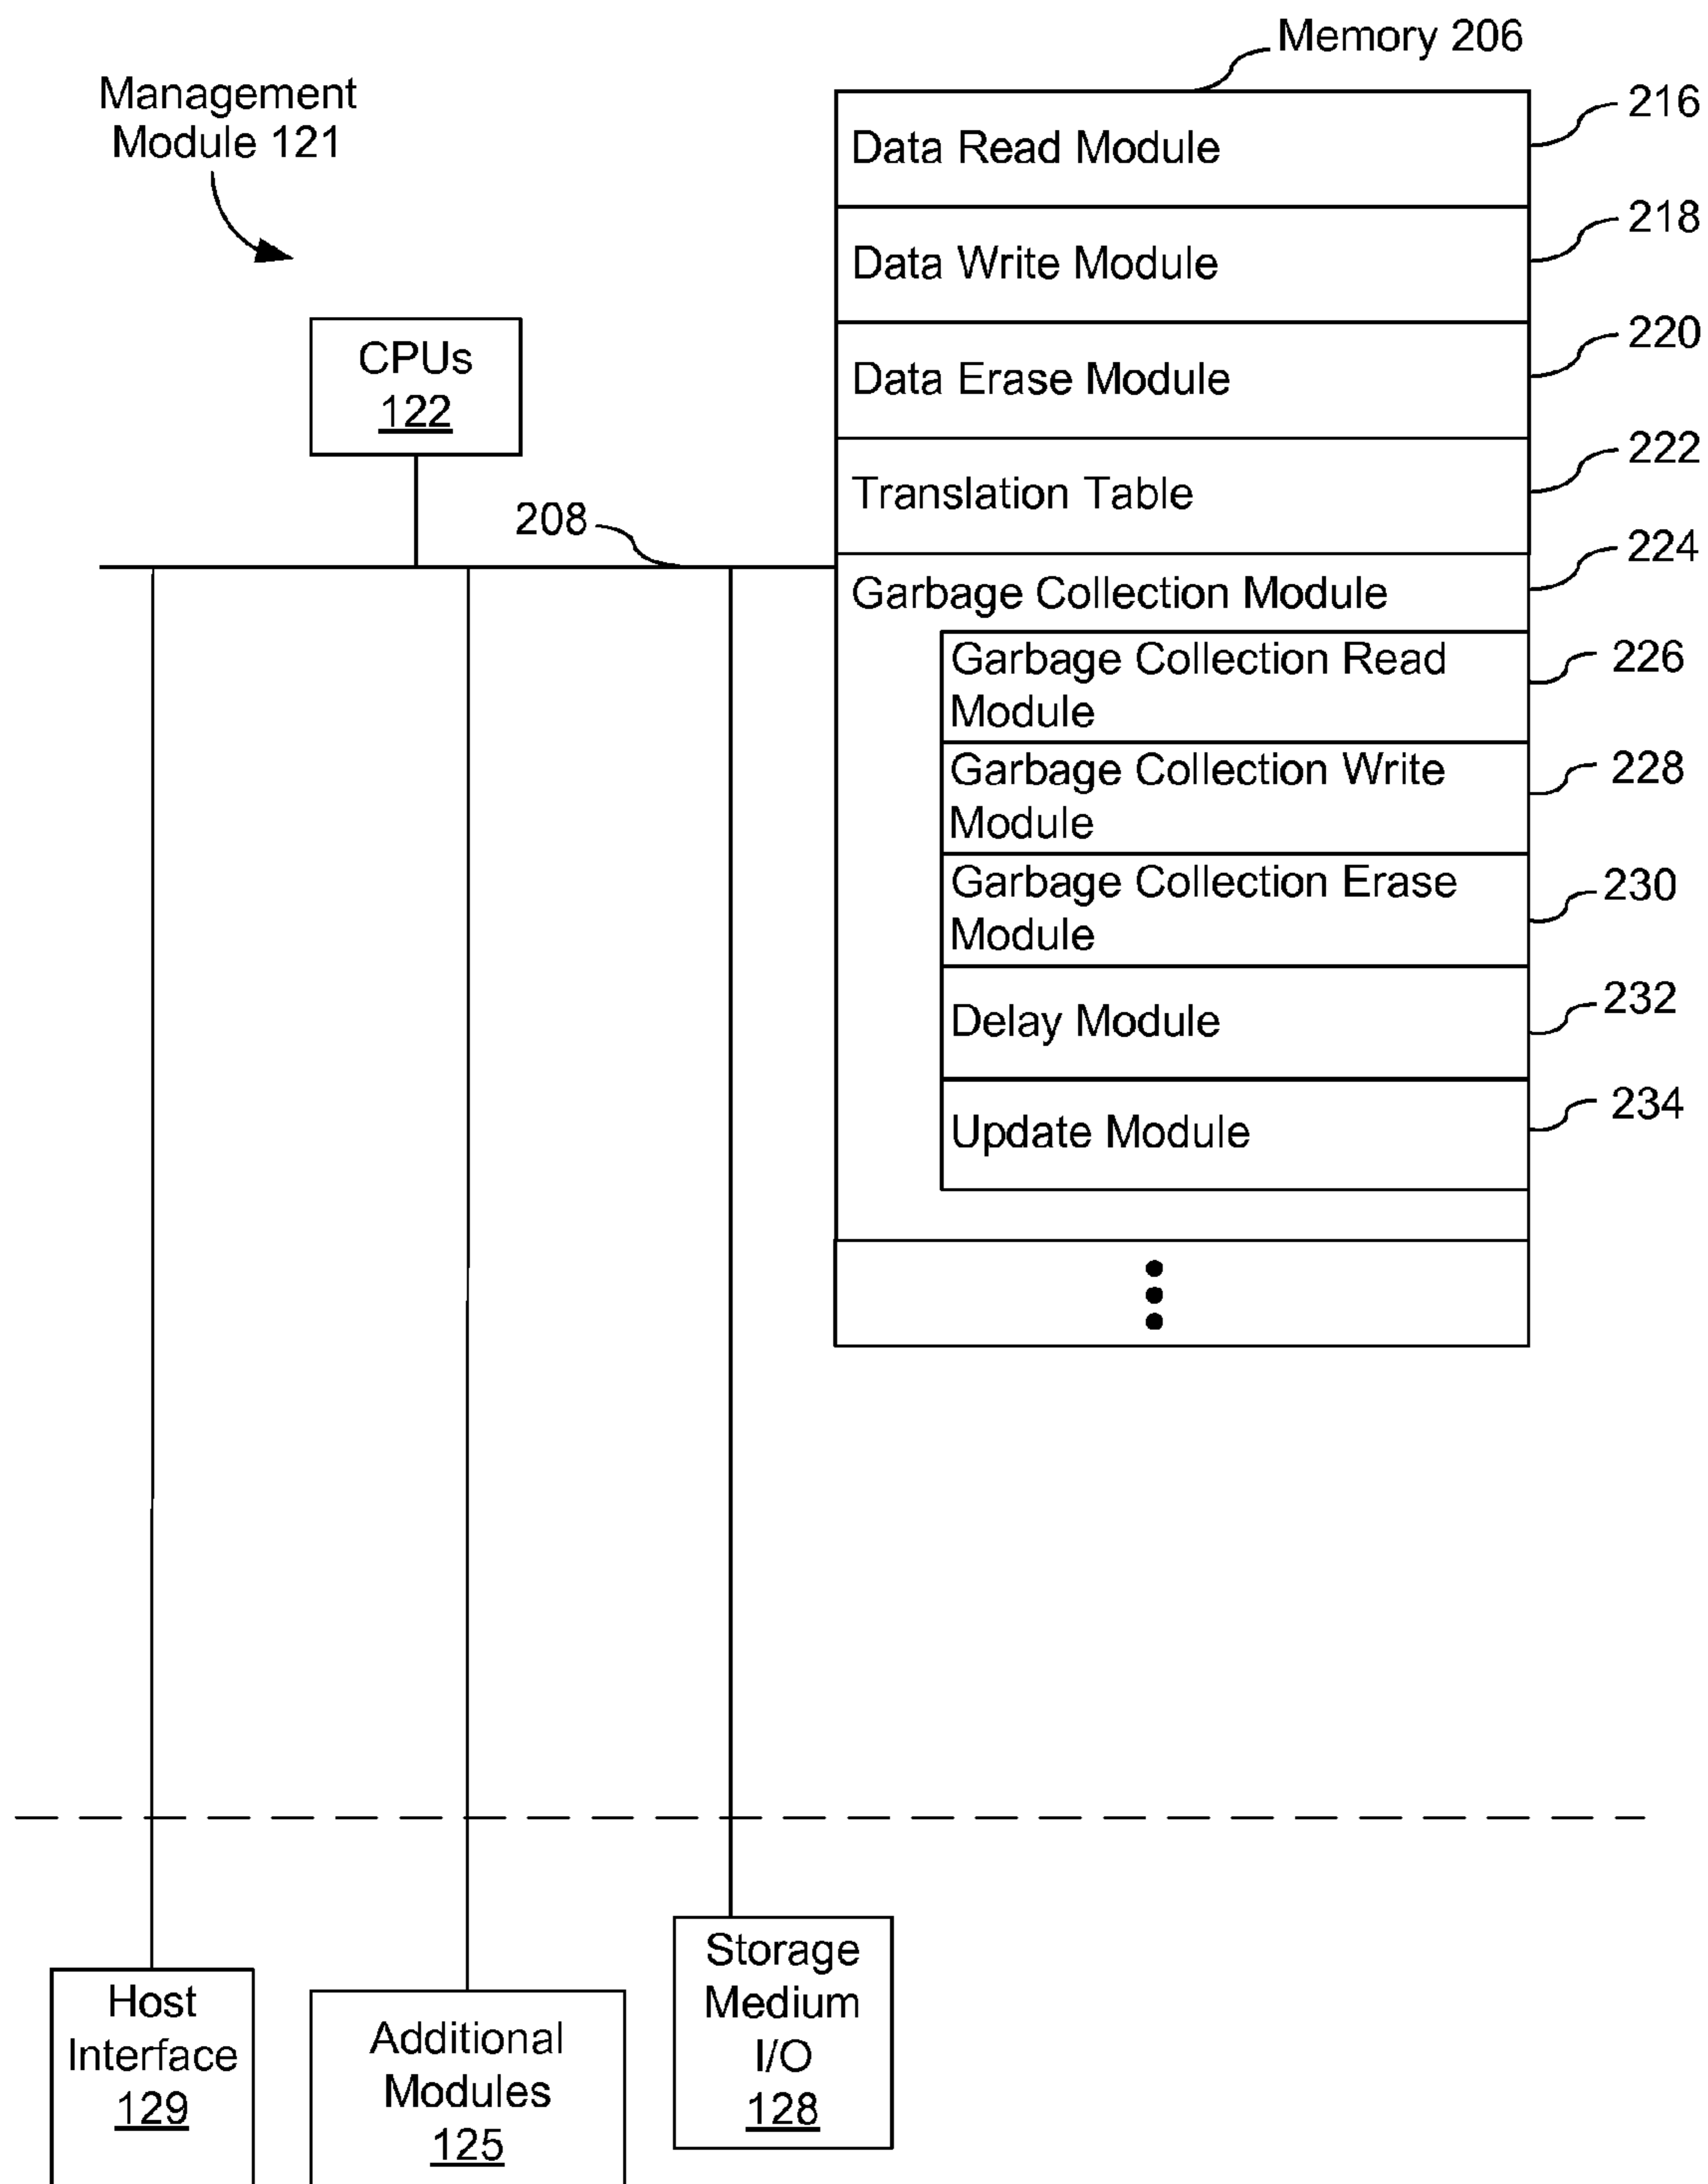 Memory 206
Management
Module 121
Data Read Module
216
Data Write Module
218
CPUs
122
Data Erase Module
220
Translation Table
222
208
Garbage Collection Module
224
Garbage Collection Read
Module
226
Garbage Collection Write
Module
228
Garbage Collection Erase
Module
230
Delay Module
232
Update Module
234
Host
Interface
129
Additional
Modules
125
Storage
Medium
I/O
128